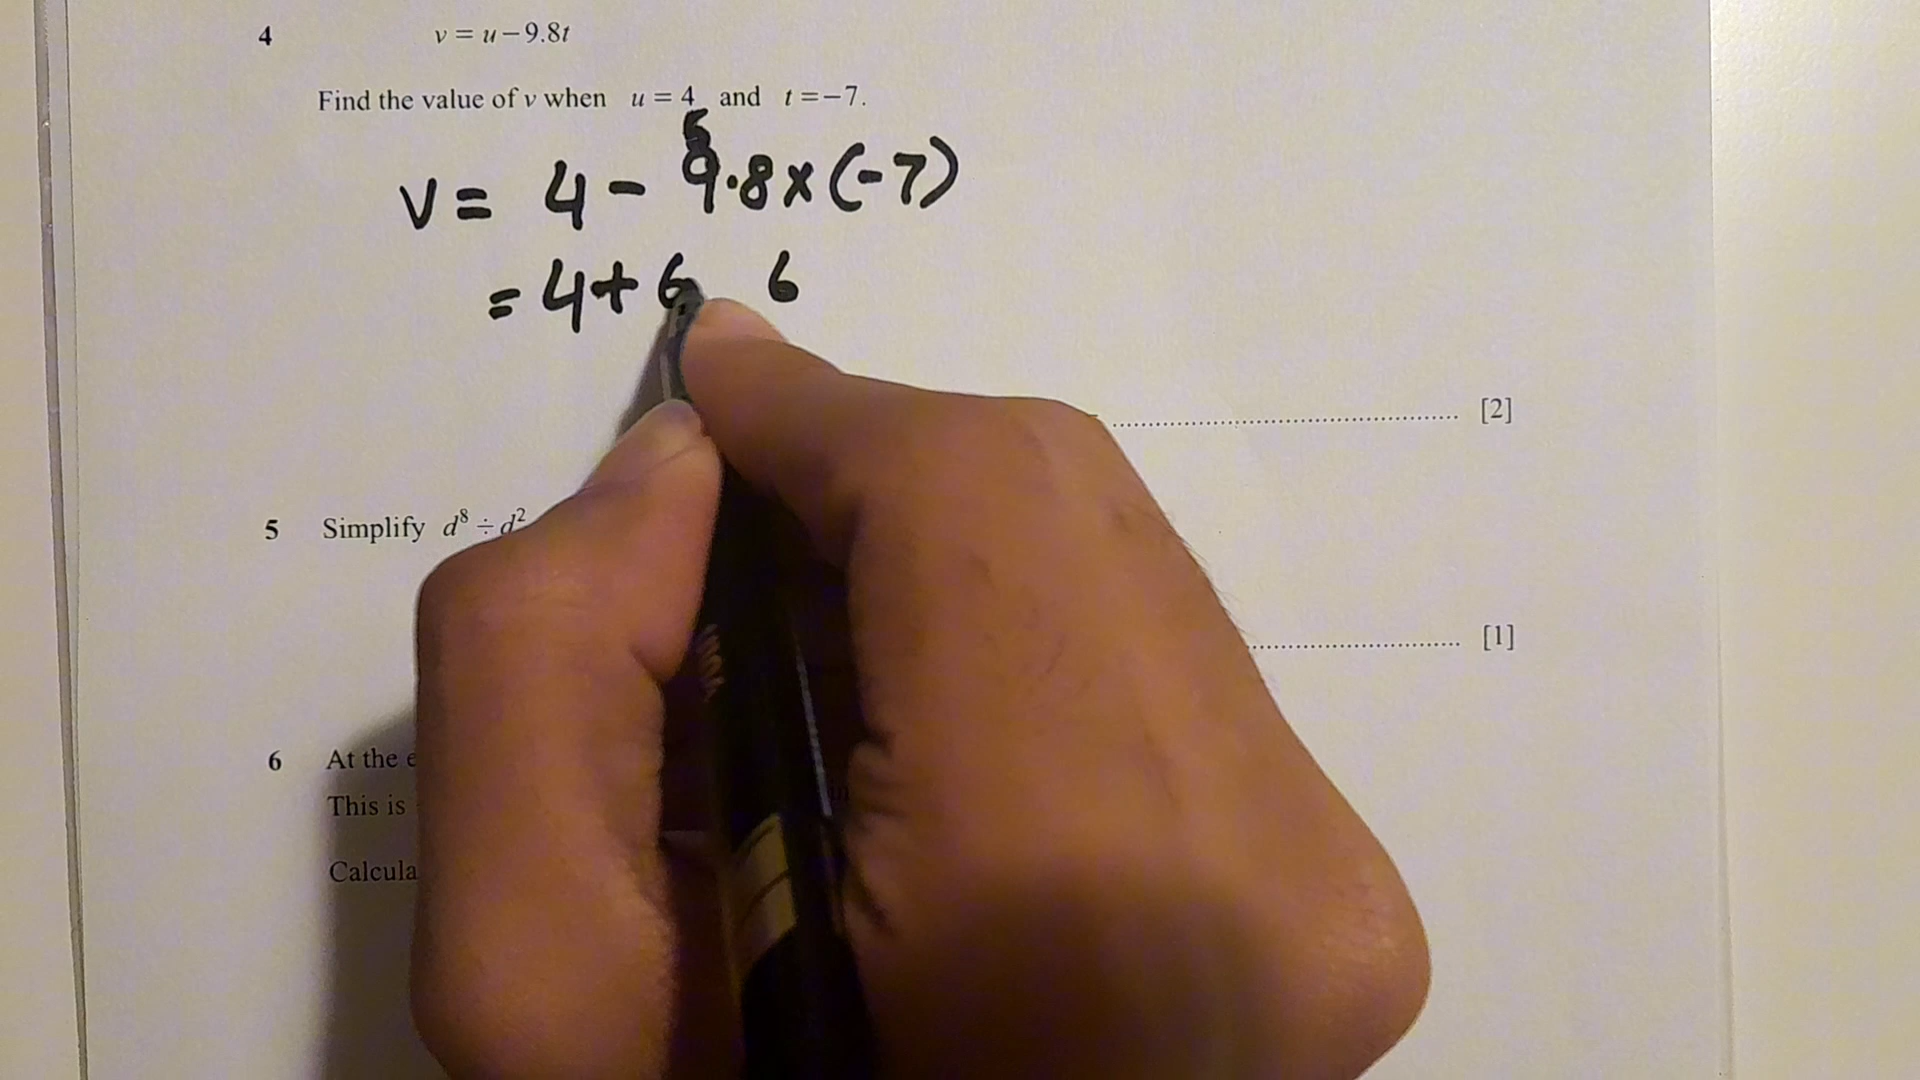 4 v = u − 9.8t
Find the value of v when u = 4 and t = −7.
5
v = 4 - 9.8 x (-7)
= 4 + 6 6
[2]
5 Simplify d⁸ ÷ d²
[1]
6 At the
This is
in